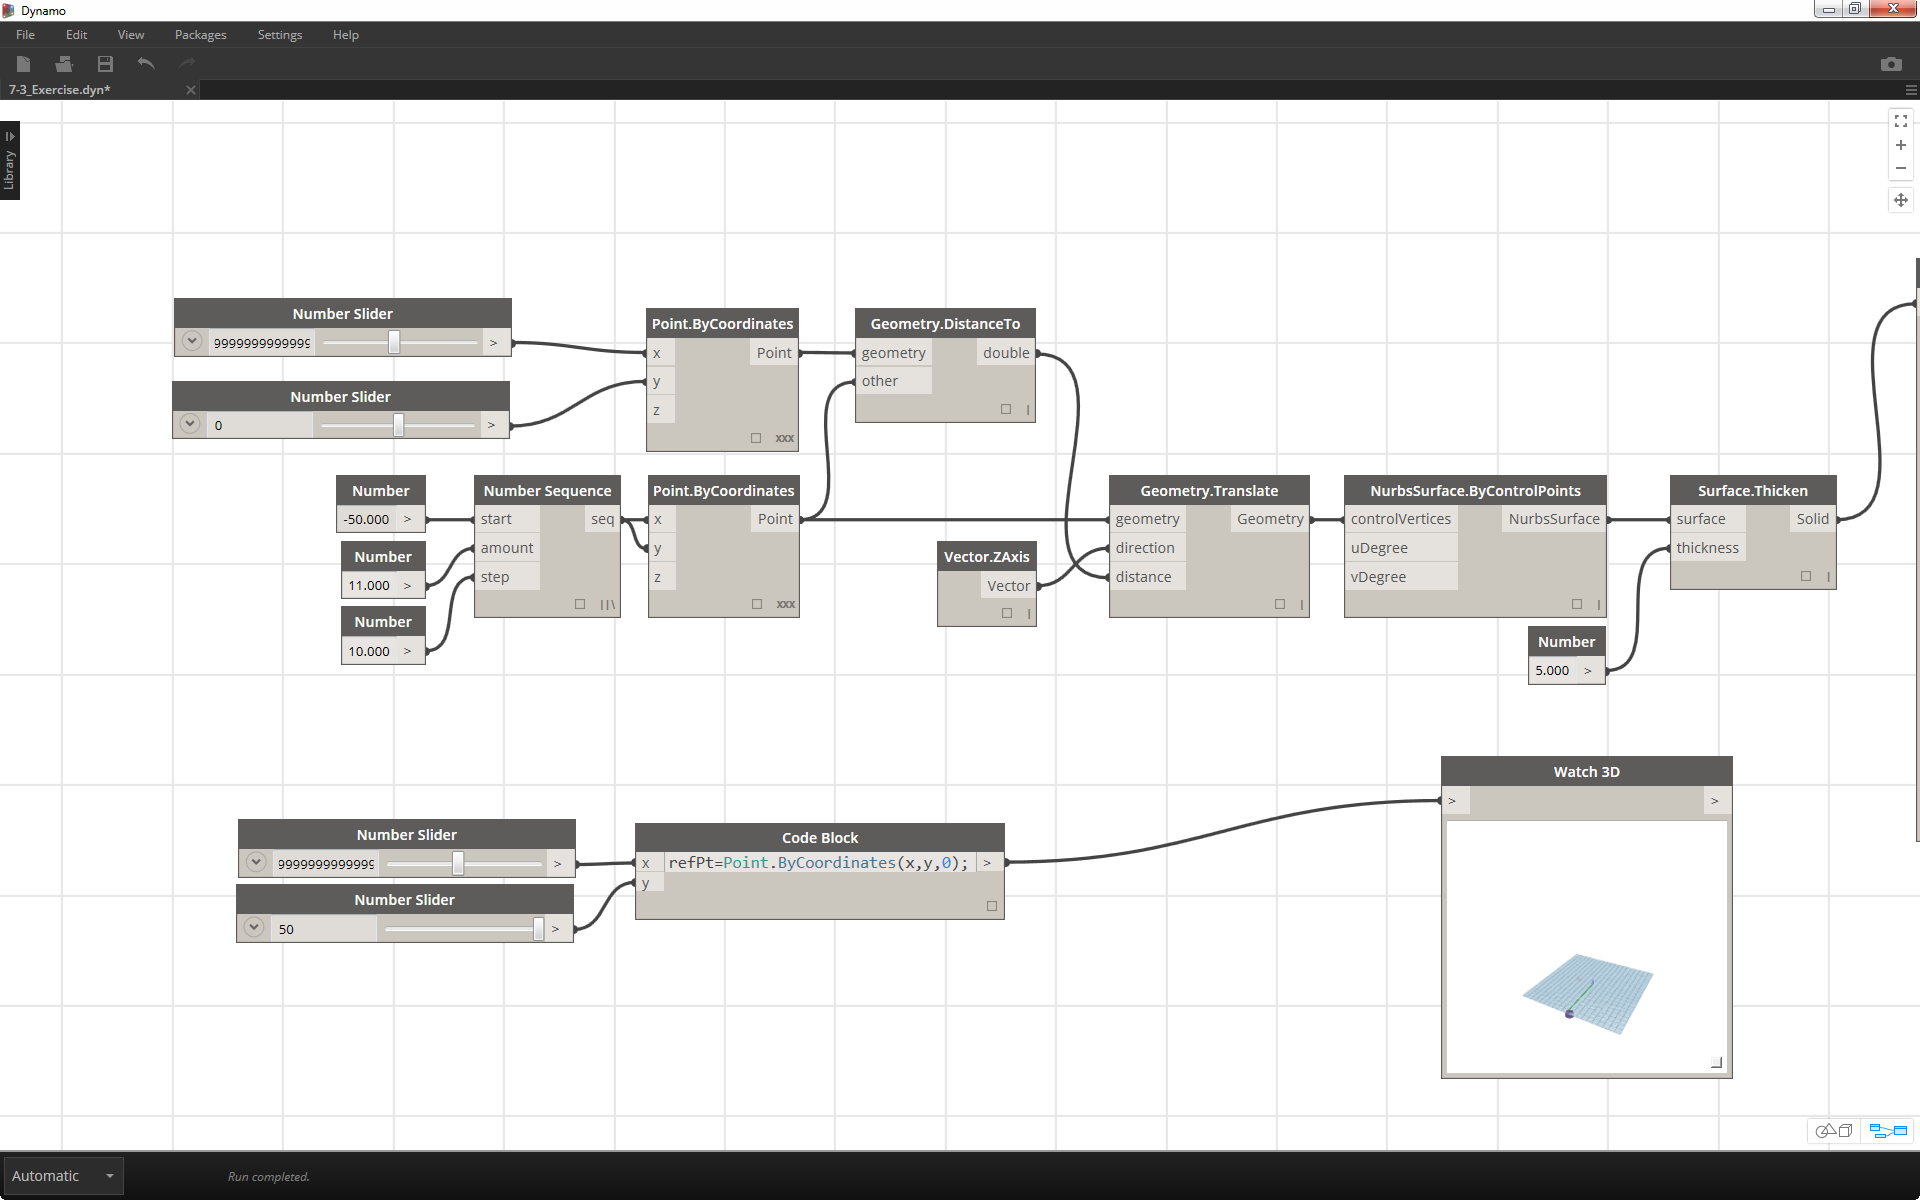 Dynamo
File Edit View Packages Settings Help
7-3_Exercise.dyn*
Library
Number Slider
9999999999999 >
Number Slider
0 >
Point.ByCoordinates
x Point
y
z
xxx
Geometry.DistanceTo
geometry double
other
Number
-50.000 >
Number
11.000 >
Number
10.000 >
Number Sequence
start seq
amount
step
Point.ByCoordinates
x Point
y
z
xxx
Vector.ZAxis
Vector
Geometry.Translate
geometry Geometry
direction
distance
NurbsSurface.ByControlPoints
controlVertices NurbsSurface
uDegree
vDegree
Surface.Thicken
surface Solid
thickness
Number
5.000 >
Number Slider
9999999999999 >
Number Slider
50 >
Code Block
x refPt=Point.ByCoordinates(x,y,0); >
y
Watch 3D
> >
Automatic
Run completed.